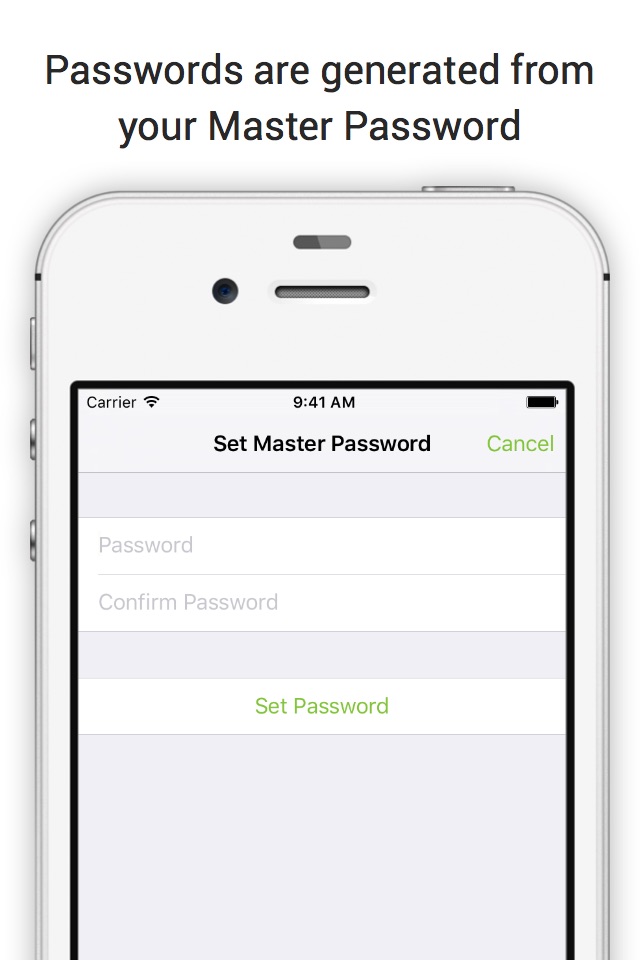 Passwords are generated from
your Master Password
Carrier 9:41 AM
Set Master Password Cancel
Password
Confirm Password
Set Password